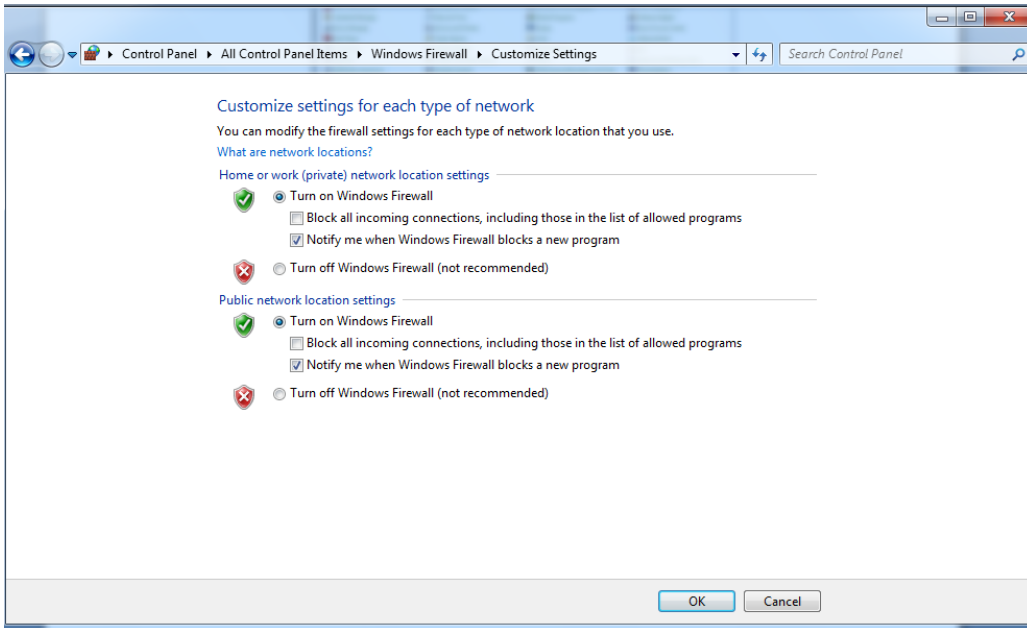 Control Panel ▸ All Control Panel Items ▸ Windows Firewall ▸ Customize Settings
Search Control Panel
Customize settings for each type of network
You can modify the firewall settings for each type of network location that you use.
What are network locations?
Home or work (private) network location settings
Turn on Windows Firewall
Block all incoming connections, including those in the list of allowed programs
Notify me when Windows Firewall blocks a new program
Turn off Windows Firewall (not recommended)
Public network location settings
Turn on Windows Firewall
Block all incoming connections, including those in the list of allowed programs
Notify me when Windows Firewall blocks a new program
Turn off Windows Firewall (not recommended)
OK
Cancel